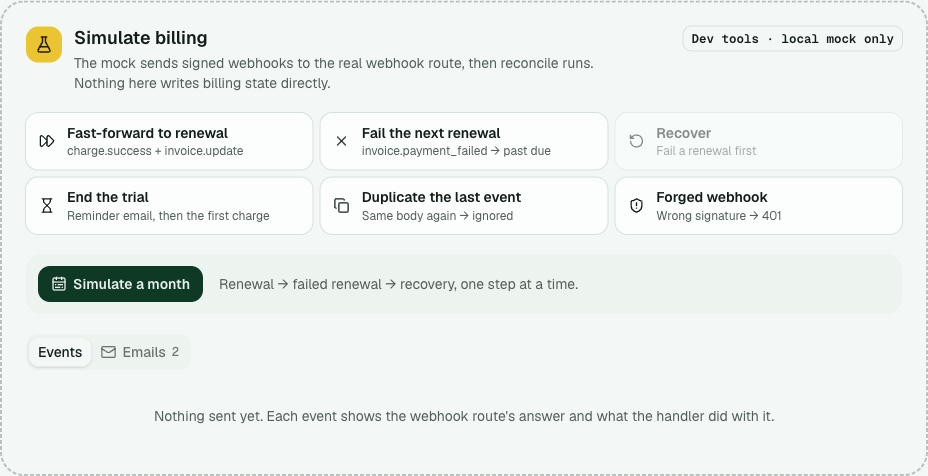 Simulate billing
Dev tools · local mock only
The mock sends signed webhooks to the real webhook route, then reconcile runs.
Nothing here writes billing state directly.
Fast-forward to renewal
charge.success + invoice.update
Fail the next renewal
invoice.payment_failed → past due
Recover
Fail a renewal first
End the trial
Reminder email, then the first charge
Duplicate the last event
Same body again → ignored
Forged webhook
Wrong signature → 401
Simulate a month
Renewal → failed renewal → recovery, one step at a time.
Events
Emails 2
Nothing sent yet. Each event shows the webhook route's answer and what the handler did with it.